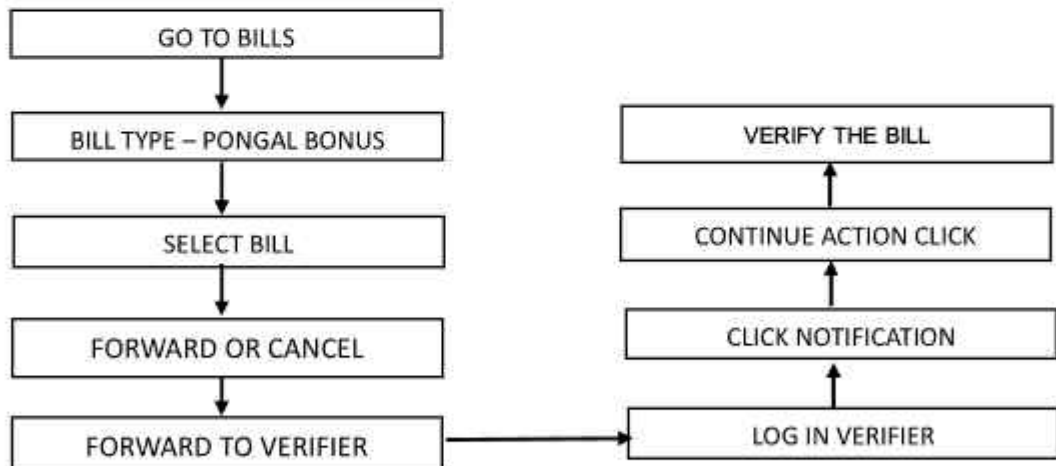 GO TO BILLS
BILL TYPE – PONGAL BONUS
SELECT BILL
FORWARD OR CANCEL
FORWARD TO VERIFIER
LOG IN VERIFIER
CLICK NOTIFICATION
CONTINUE ACTION CLICK
VERIFY THE BILL